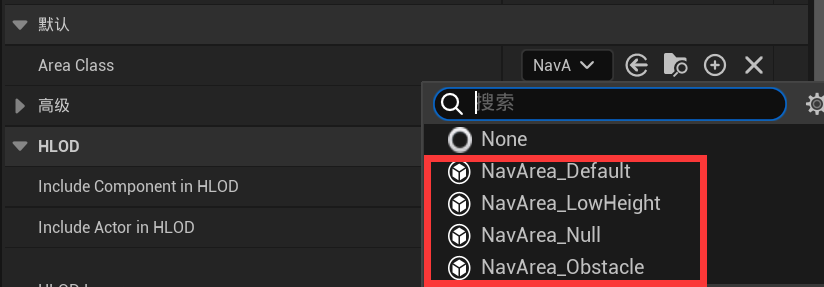 默认
Area Class
NavA
高级
搜索
HLOD
None
Include Component in HLOD
NavArea_Default
NavArea_LowHeight
Include Actor in HLOD
NavArea_Null
NavArea_Obstacle